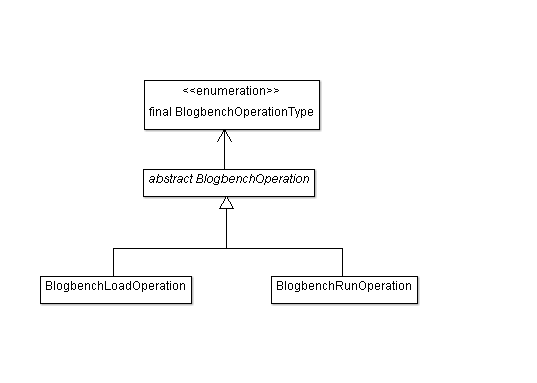 <<enumeration>>
final BlogbenchOperationType
abstract BlogbenchOperation
BlogbenchLoadOperation
BlogbenchRunOperation